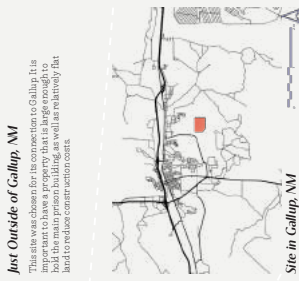 Just Outside of Gallup, NM
This site was chosen for its connection to Gallup. It is
important to have a property that is large enough to
hold the main prison building, as well as relatively flat
land to reduce construction costs.
Site in Gallup, NM